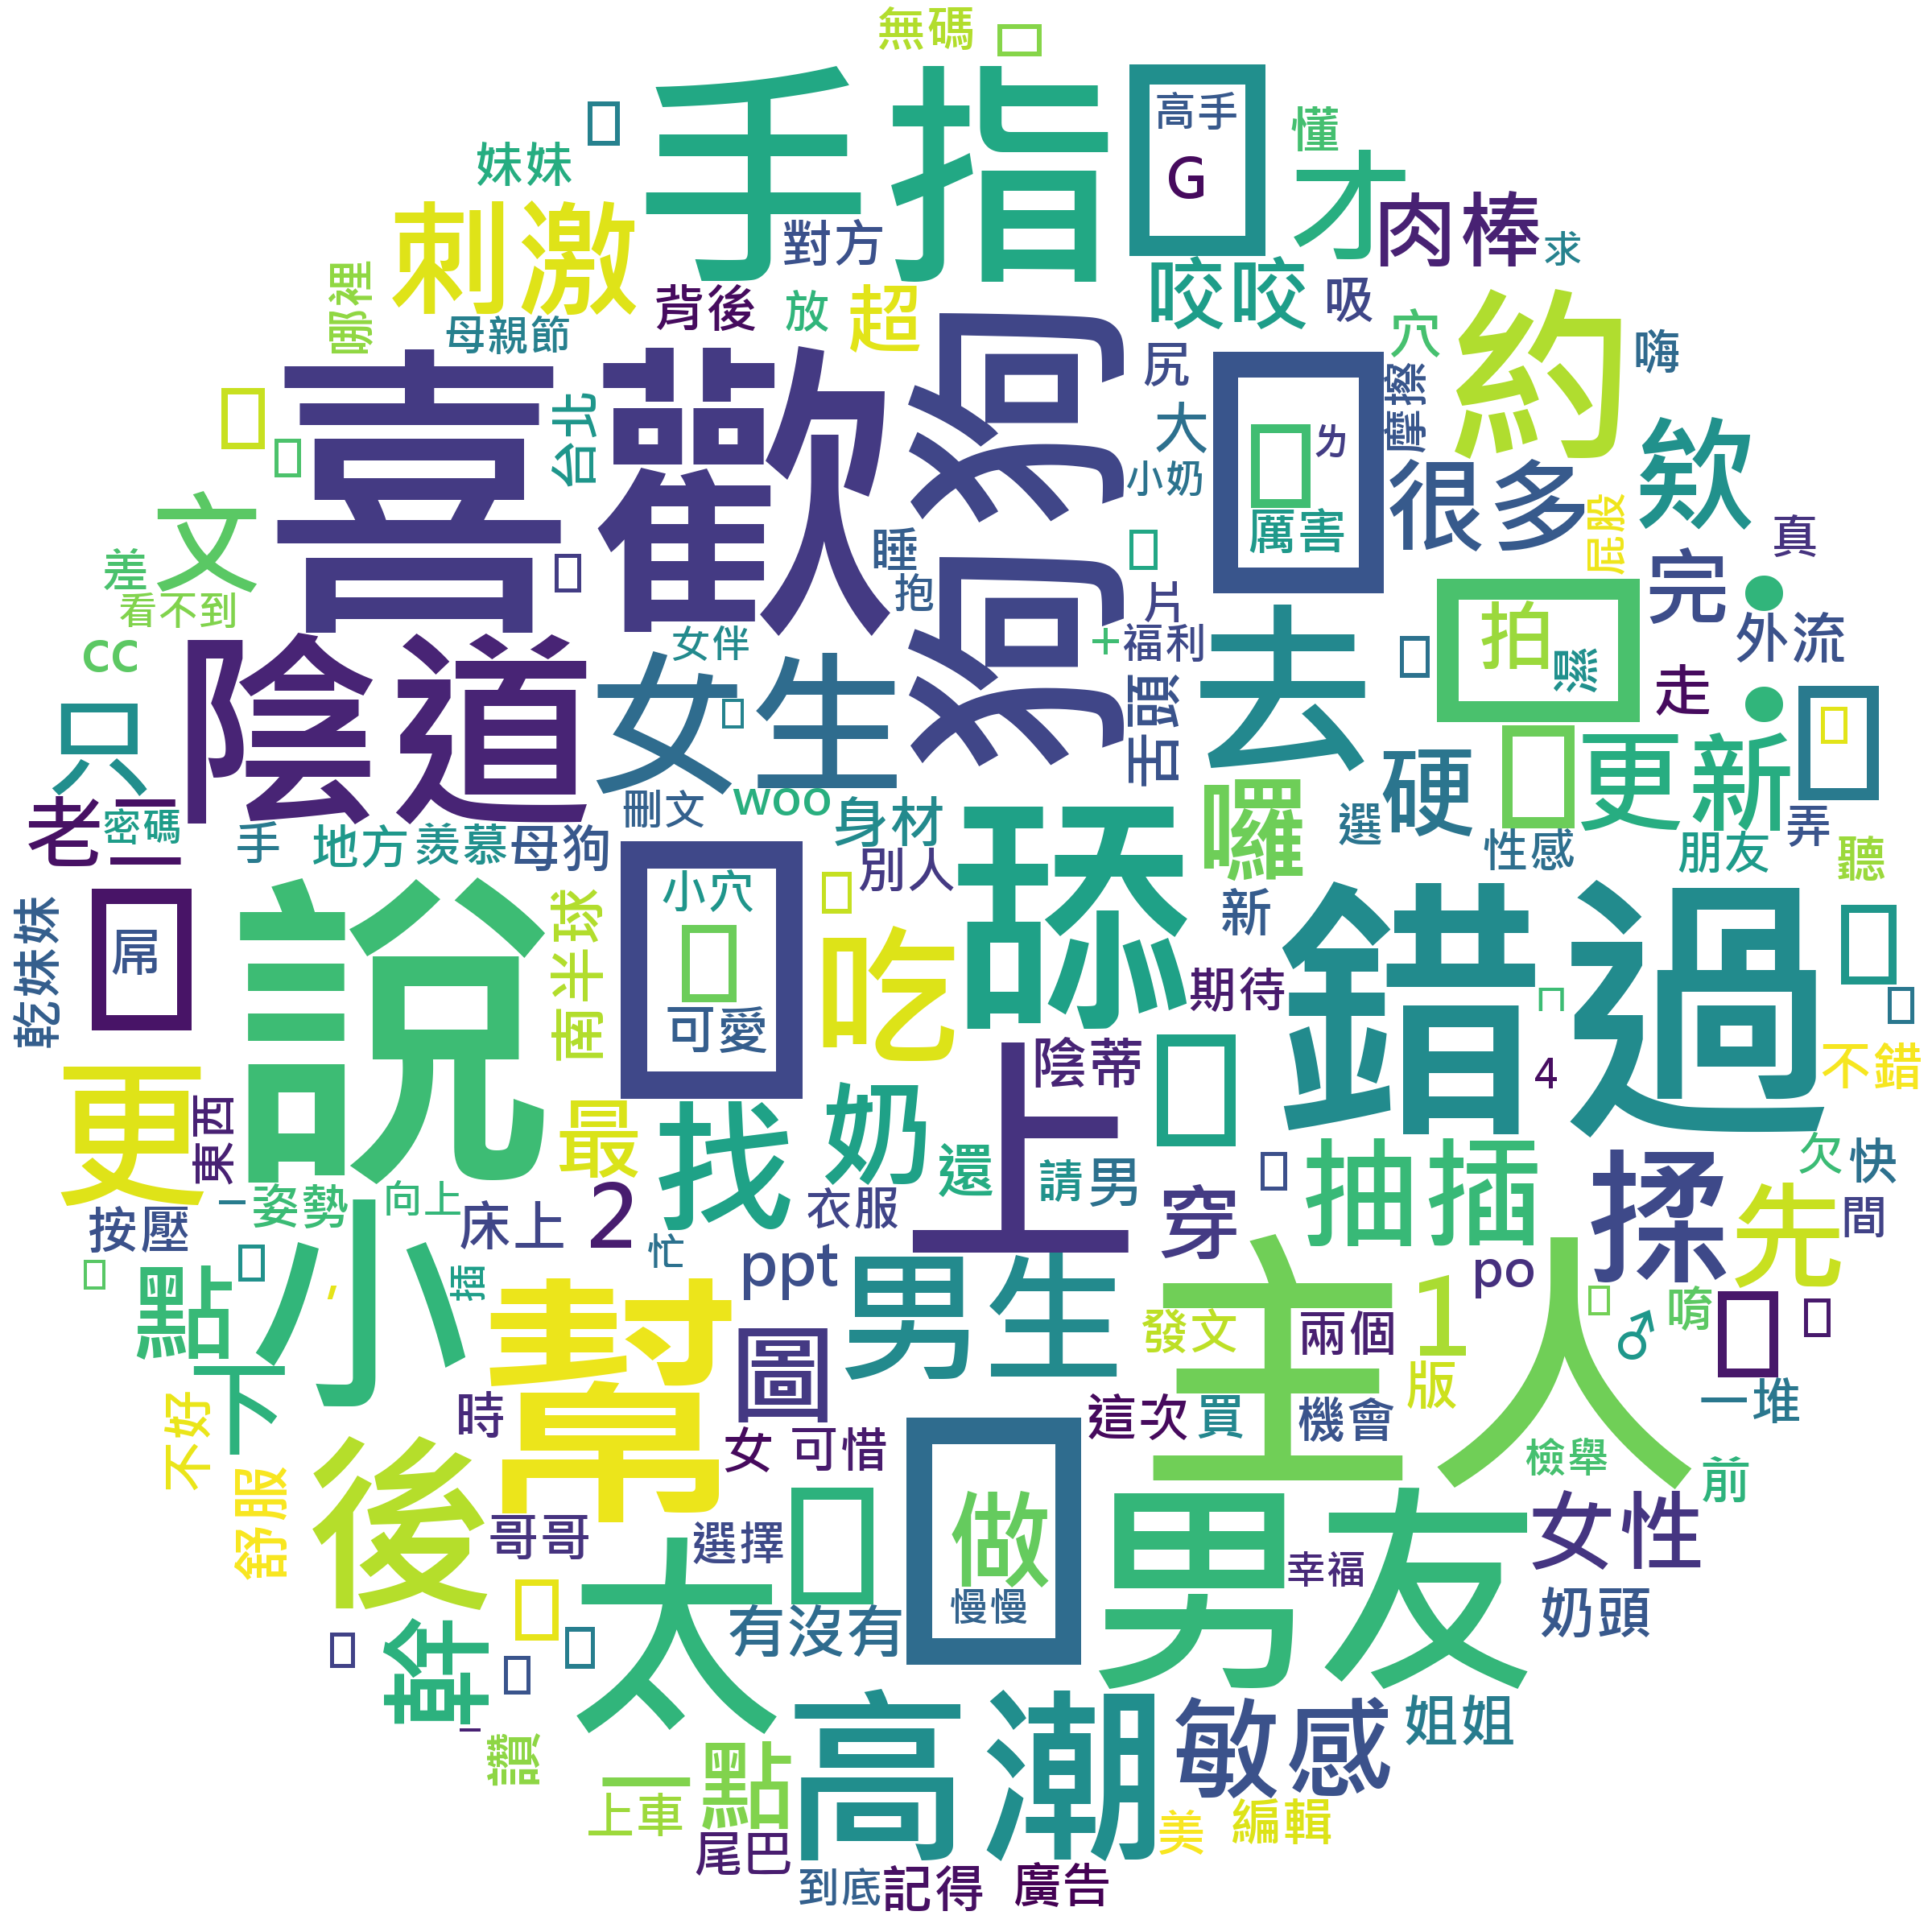 無碼
手指
高手
G
懂
才
妹妹
刺激
對方
肉棒
求
咬咬
吸
哪裡
母親節
背後
放
超
狗狗
尻
穴
約
嗨
喜歡
台北
大
小奶
ㄌ
厲害
摩擦
很多
欸
屁股
真
文
差
看不到
睡
抱
片
完
外流
CC
女伴
+
福利
去
拍
濕
走
陰道
女生
舌頭
只
老二
密碼
手
地方
羨慕
母狗
刪文
woo
身材
別人
舔
囉
選
硬
性感
更新
朋友
弄
聽
乾妹妹
屌
說
南半球
小穴
可愛
吃
期待
新
錯過
不錯
4
更
東西
最
找
奶
還
上
陰蒂
請
男
穿
抽插
揉
先
欠
快
間
按壓
一
姿勢
向上
床上
2
忙
衣服
ppt
點
小
插
幫
圖
男生
主人
發文
兩個
1
po
♂
唷
下
不好
時
女
可惜
這次
買
機會
版
一堆
檢舉
前
舒服
後
哥哥
選擇
做
慢慢
男友
幸福
女性
奶頭
幹
太
有沒有
讚
上車
點
高潮
敏感
姐姐
尾巴
美
編輯
到底
記得
廣告